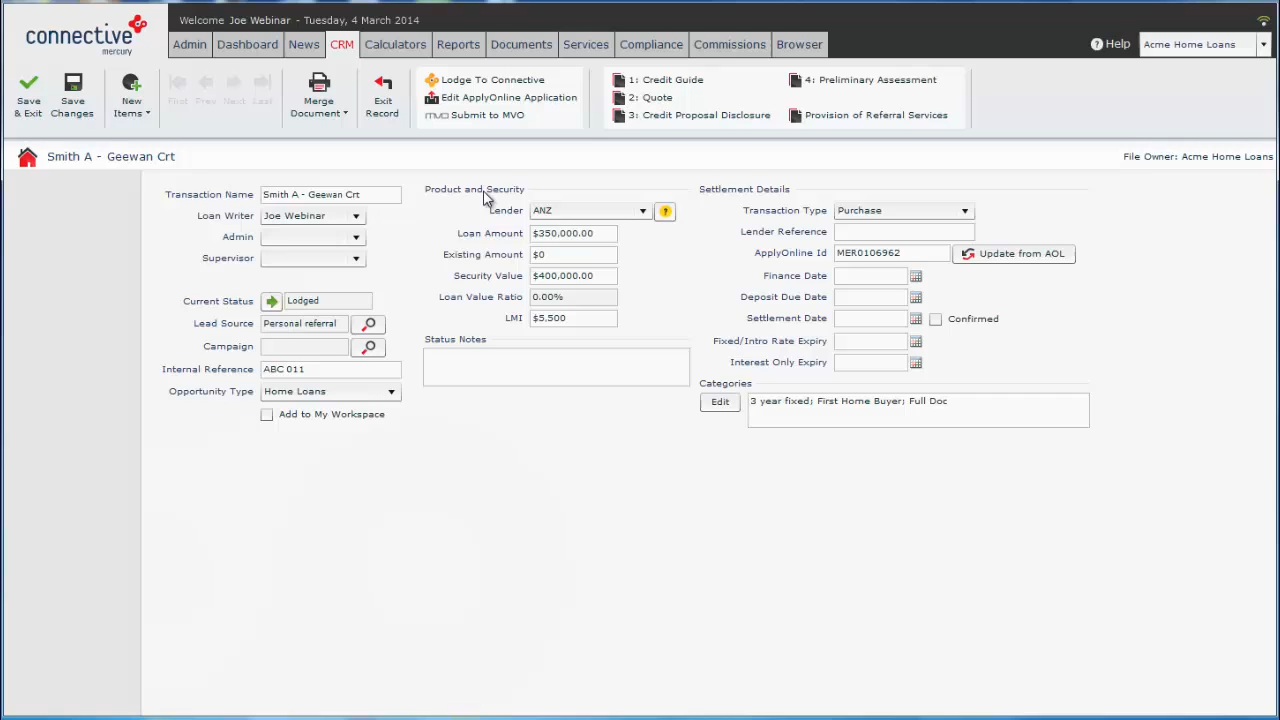 Welcome Joe Webinar - Tuesday, 4 March 2014
connective
mercury
Admin Dashboard News CRM Calculators Reports Documents Services Compliance Commissions Browser
Help
Acme Home Loans
Save & Exit
Save Changes
New Items
First Prev Next Last
Merge Document
Exit Record
Lodge To Connective
Edit ApplyOnline Application
mvo Submit to MVO
1: Credit Guide
2: Quote
3: Credit Proposal Disclosure
4: Preliminary Assessment
Provision of Referral Services
Smith A - Geewan Crt
File Owner: Acme Home Loans
Transaction Name Smith A - Geewan Crt
Loan Writer Joe Webinar
Admin
Supervisor
Current Status Lodged
Lead Source Personal referral
Campaign
Internal Reference ABC 011
Opportunity Type Home Loans
Add to My Workspace
Product and Security
Lender ANZ ?
Loan Amount $350,000.00
Existing Amount $0
Security Value $400,000.00
Loan Value Ratio 0.00%
LMI $5,500
Status Notes
Settlement Details
Transaction Type Purchase
Lender Reference
ApplyOnline Id MER0106962 Update from AOL
Finance Date
Deposit Due Date
Settlement Date Confirmed
Fixed/Intro Rate Expiry
Interest Only Expiry
Categories
Edit 3 year fixed; First Home Buyer; Full Doc